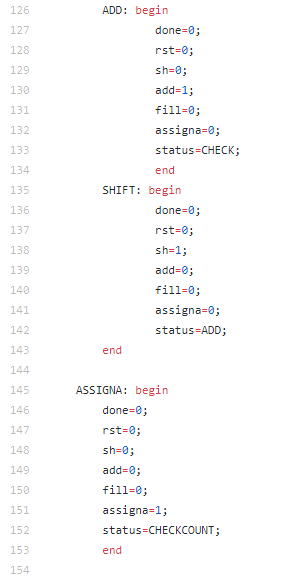 126 ADD: begin
127 done=0;
128 rst=0;
129 sh=0;
130 add=1;
131 fill=0;
132 assigna=0;
133 status=CHECK;
134 end
135 SHIFT: begin
136 done=0;
137 rst=0;
138 sh=1;
139 add=0;
140 fill=0;
141 assigna=0;
142 status=ADD;
143 end
144
145 ASSIGNA: begin
146 done=0;
147 rst=0;
148 sh=0;
149 add=0;
150 fill=0;
151 assigna=1;
152 status=CHECKCOUNT;
153 end
154